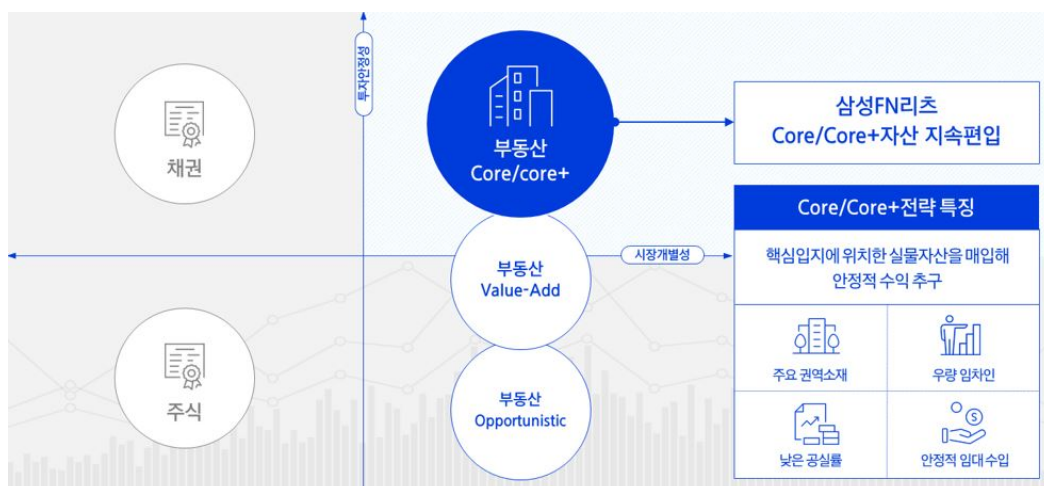 투자안정성
채권
부동산
Core/core+
삼성FN리츠
Core/Core+자산 지속편입
Core/Core+전략 특징
시장개별성
핵심입지에 위치한 실물자산을 매입해
안정적 수익 추구
부동산
Value-Add
주식
부동산
Opportunistic
주요 권역소재
우량 임차인
낮은 공실률
안정적 임대 수입